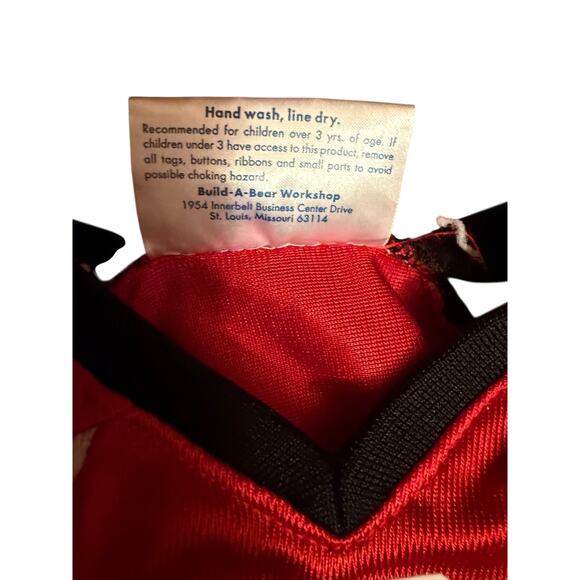 Hand wash, line dry.
Recommended for children over 3 yrs. of age. If
children under 3 have access to this product, remove
all tags, buttons, ribbons and small parts to avoid
possible choking hazard.
Build-A-Bear Workshop
1954 Innerbelt Business Center Drive
St. Louis, Missouri 63114